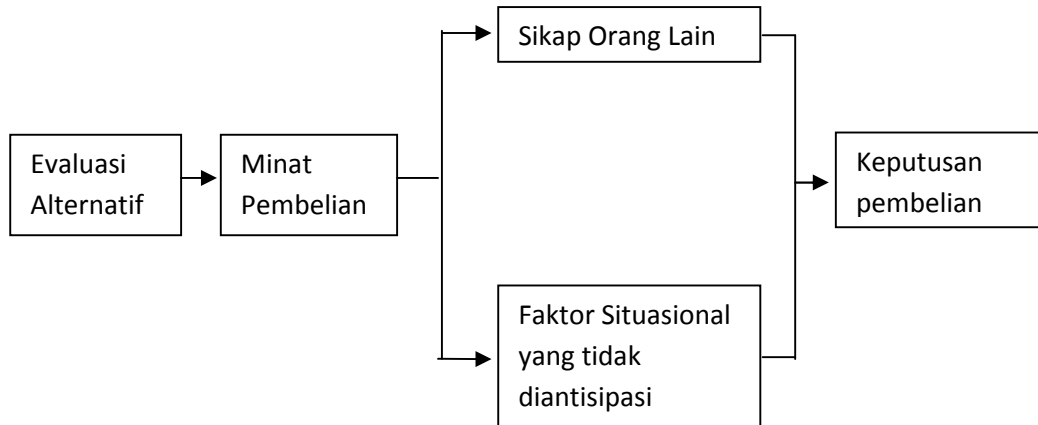 Evaluasi
Alternatif
Minat
Pembelian
Sikap Orang Lain
Faktor Situasional
yang tidak
diantisipasi
Keputusan
pembelian